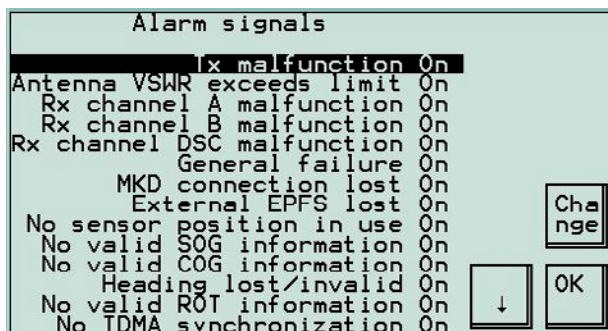 Alarm signals
Tx malfunction On
Antenna VSWR exceeds limit On
Rx channel A malfunction On
Rx channel B malfunction On
Rx channel DSC malfunction On
General failure On
MKD connection lost On
External EPFS lost On
No sensor position in use On
No valid SOG information On
No valid COG information On
Heading lost/invalid On
No valid ROT information On
No TDMA synchronization On
Cha
nge
↓
OK